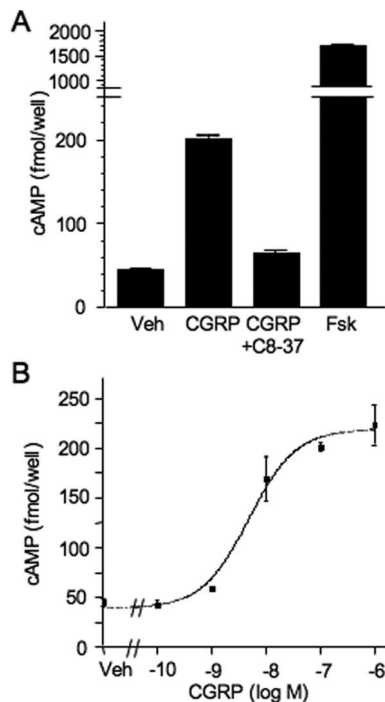 A
cAMP (fmol/well)
2000
1500
1000
200
100
0
Veh
CGRP
CGRP
+C8-37
Fsk
B
cAMP (fmol/well)
250
200
150
100
50
0
Veh -10 -9 -8 -7 -6
CGRP (log M)